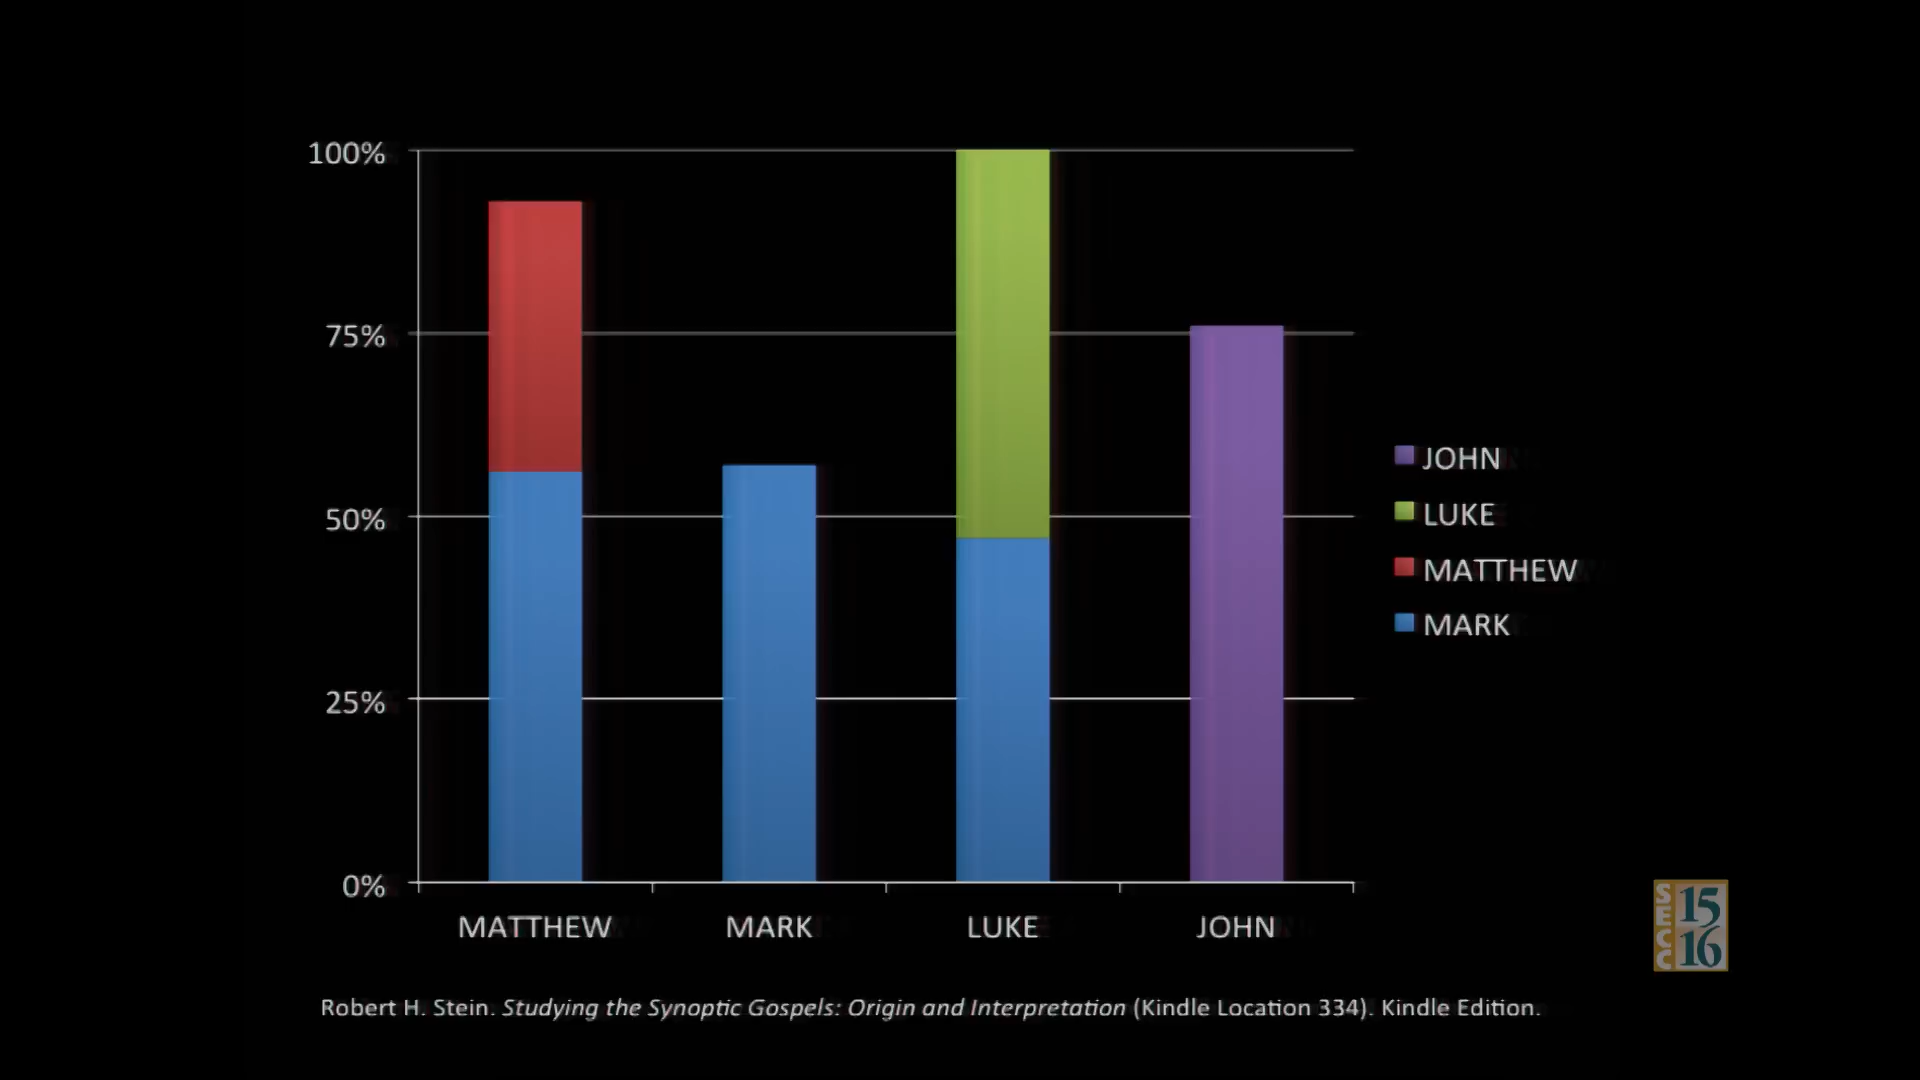 100%
75%
50%
25%
0%
MATTHEW
MARK
LUKE
JOHN
JOHN
LUKE
MATTHEW
MARK
Robert H. Stein. Studying the Synoptic Gospels: Origin and Interpretation (Kindle Location 334). Kindle Edition.
SECC
15
16